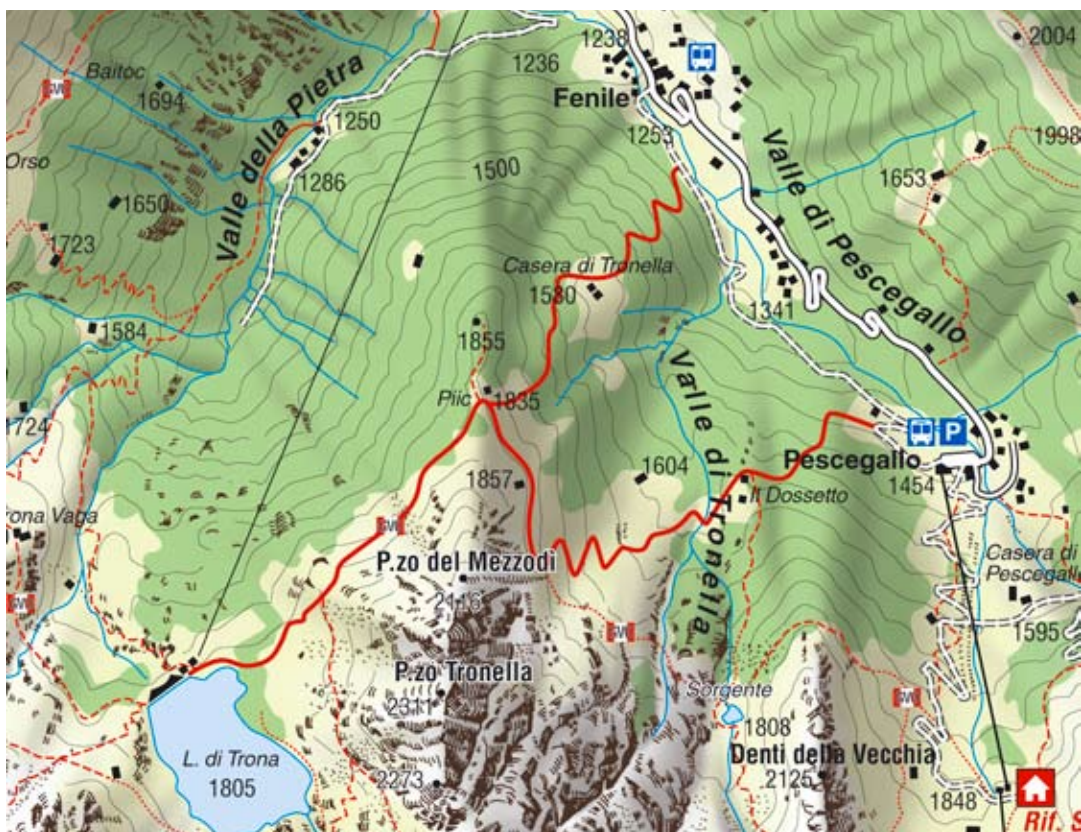 1238
2004
Baitoc
1236
1694
Fenile
1250
1253
Valle della Pietra
1998
Orso
1500
Valle di Pescegallo
1286
1653
1650
1723
Casera di Tronella
1580
1341
1584
1855
Valle di Tronella
Piic
1835
1724
P
Pescegallo
1604
1454
1857
Il Dossetto
rona Vaga
GVO
P.zo del Mezzodì
2116
Casera di
Pescegallo
1595
P.zo Tronella
2311
Sorgente
1808
L. di Trona
1805
2273
Denti della Vecchia
2125
1848
Rif. S